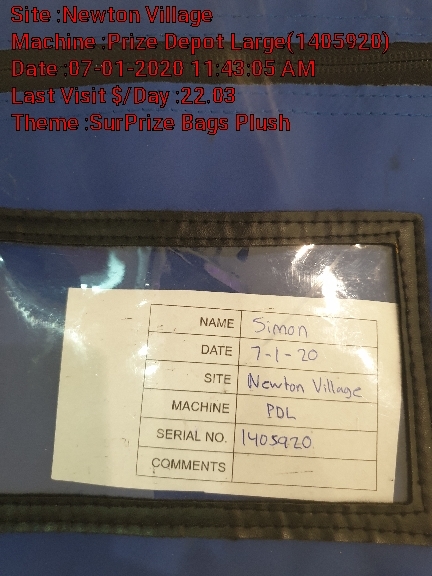 Site :Newton Village
Machine :Prize Depot Large(1405920)
Date :07-01-2020 11:43:05 AM
Last Visit $/Day :22.03
Theme :SurPrize Bags Plush
NAME Simon
DATE 7-1-20
SITE Newton Village
MACHINE PDL
SERIAL NO. 1405920
COMMENTS